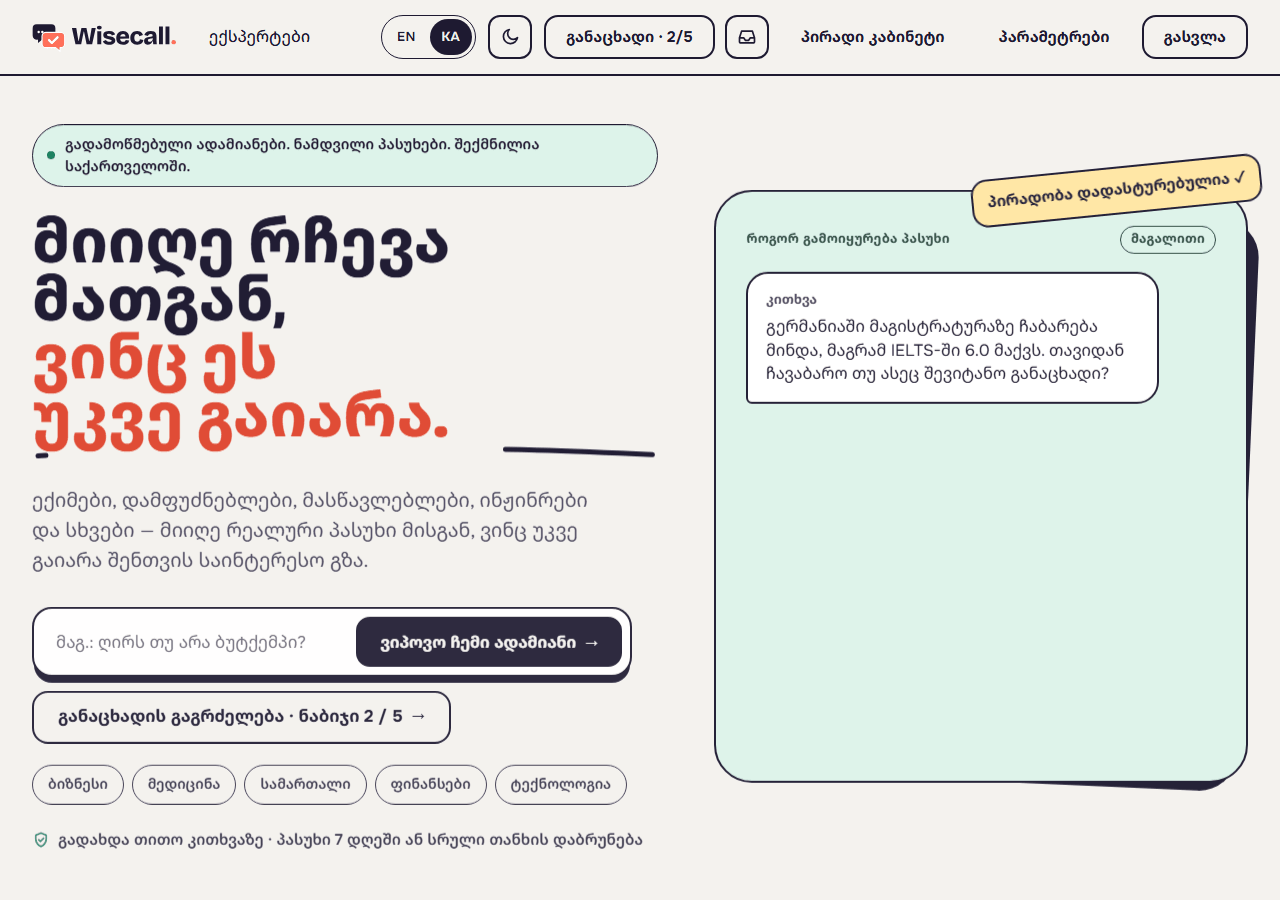 Wisecall.
ექსპერტები
EN KA
განაცხადი · 2/5
პირადი კაბინეტი
პარამეტრები
გასვლა
გადამოწმებული ადამიანები. ნამდვილი პასუხები. შექმნილია
საქართველოში.
მიიღე რჩევა
მათგან,
ვინც ეს
უკვე გაიარა.
ექიმები, დამფუძნებლები, მასწავლებლები, ინჟინრები
და სხვები — მიიღე რეალური პასუხი მისგან, ვინც უკვე
გაიარა შენთვის საინტერესო გზა.
მაგ.: ღირს თუ არა ბუტქემპი?
ვიპოვო ჩემი ადამიანი →
განაცხადის გაგრძელება · ნაბიჯი 2 / 5 →
ბიზნესი
მედიცინა
სამართალი
ფინანსები
ტექნოლოგია
გადახდა თითო კითხვაზე · პასუხი 7 დღეში ან სრული თანხის დაბრუნება
პირადობა დადასტურებულია ✓
როგორ გამოიყურება პასუხი
მაგალითი
კითხვა
გერმანიაში მაგისტრატურაზე ჩაბარება
მინდა, მაგრამ IELTS-ში 6.0 მაქვს. თავიდან
ჩავაბარო თუ ასეც შევიტანო განაცხადი?